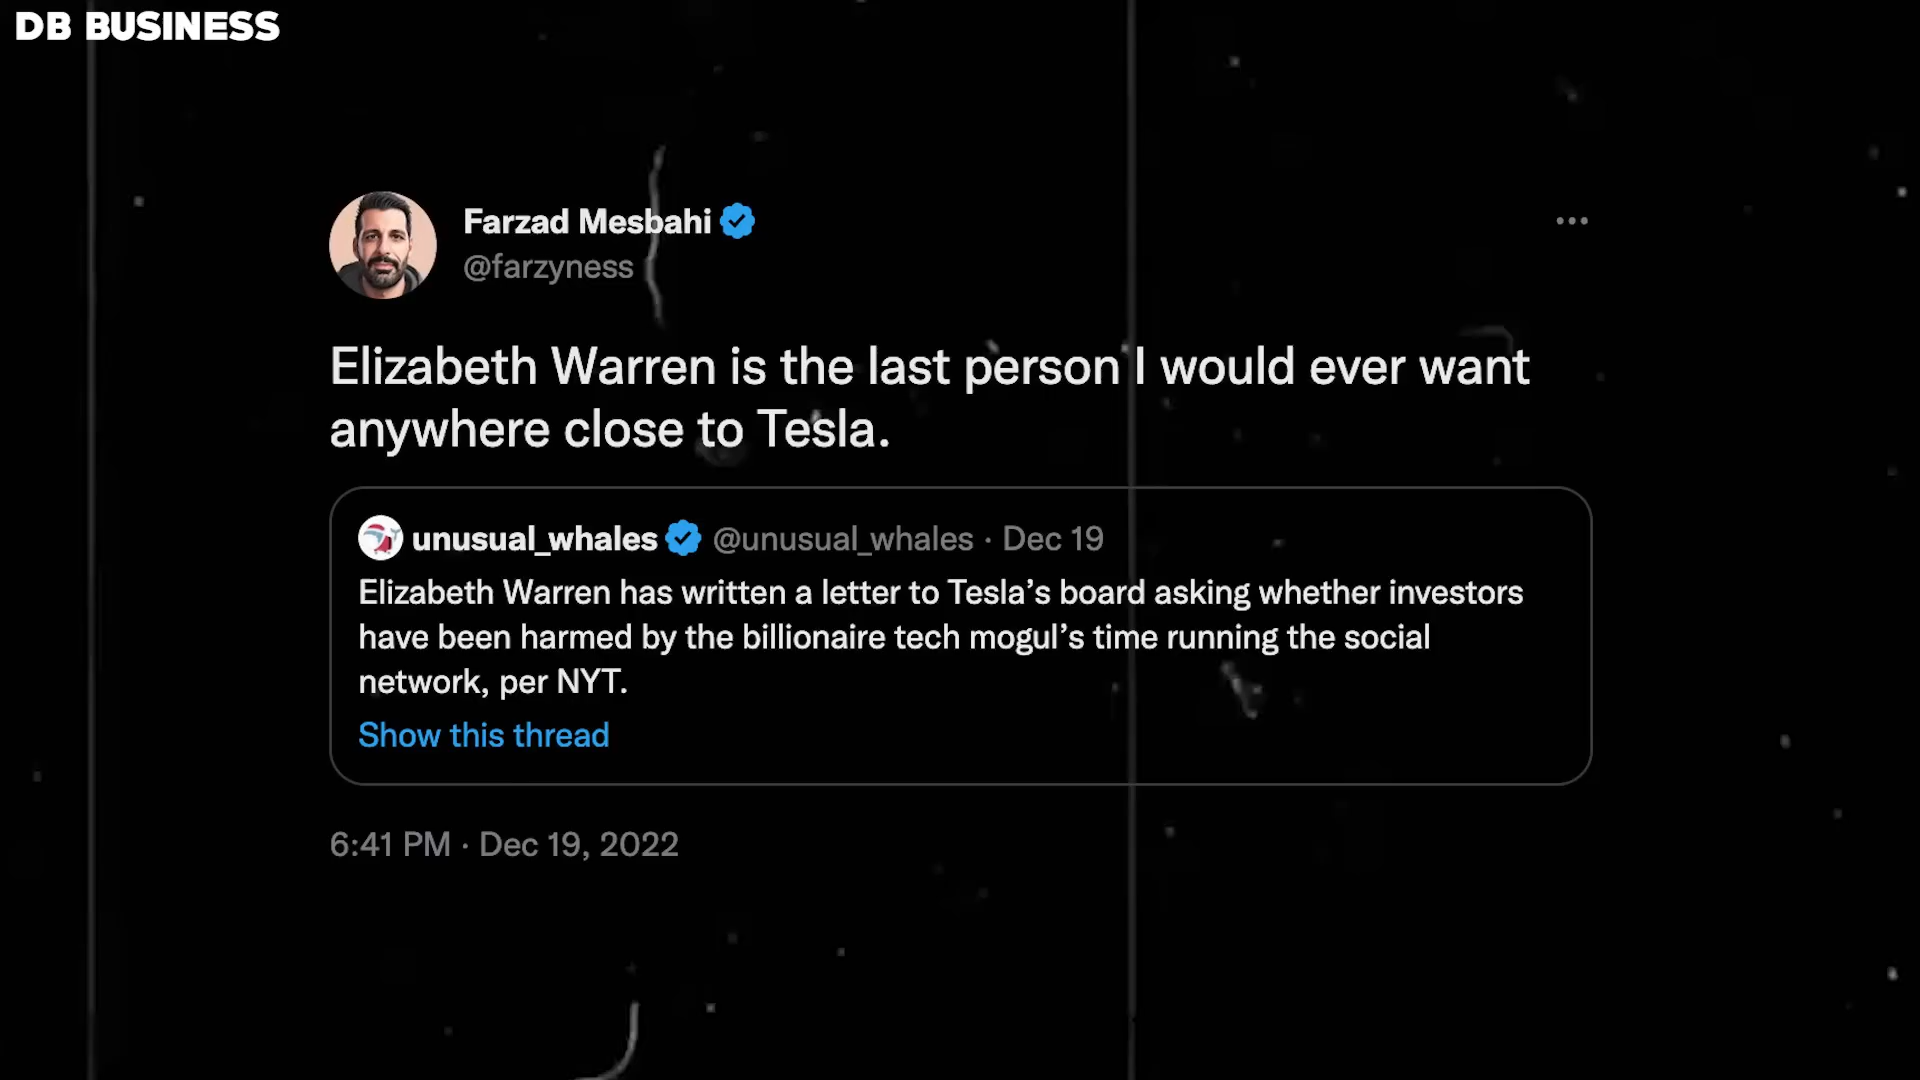 DB BUSINESS
Farzad Mesbahi
@farzyness
Elizabeth Warren is the last person I would ever want
anywhere close to Tesla.
unusual_whales @unusual_whales · Dec 19
Elizabeth Warren has written a letter to Tesla’s board asking whether investors
have been harmed by the billionaire tech mogul’s time running the social
network, per NYT.
Show this thread
6:41 PM · Dec 19, 2022